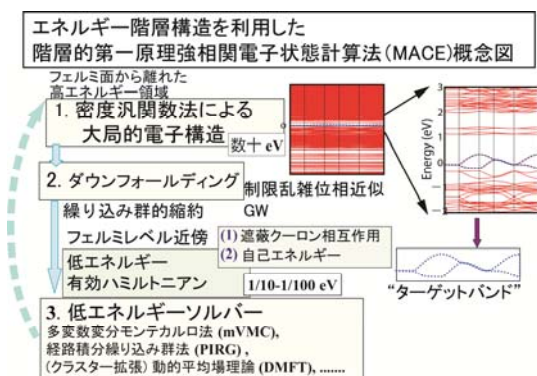 エネルギー階層構造を利用した
階層的第一原理強相関電子状態計算法(MACE)概念図
フェルミ面から離れた
高エネルギー領域
1. 密度汎関数法による
大局的電子構造
数十 eV
2. ダウンフォールディング
制限乱雑位相近似
GW
繰り込み群的縮約
フェルミレベル近傍
(1) 遮蔽クーロン相互作用
(2) 自己エネルギー
低エネルギー
有効ハミルトニアン
1/10-1/100 eV
3. 低エネルギーソルバー
多変数変分モンテカルロ法 (mVMC),
経路積分繰り込み群法 (PIRG) ,
(クラスター拡張) 動的平均場理論 (DMFT), .......
Energy (eV)
3
2
1
0
"ターゲットバンド"